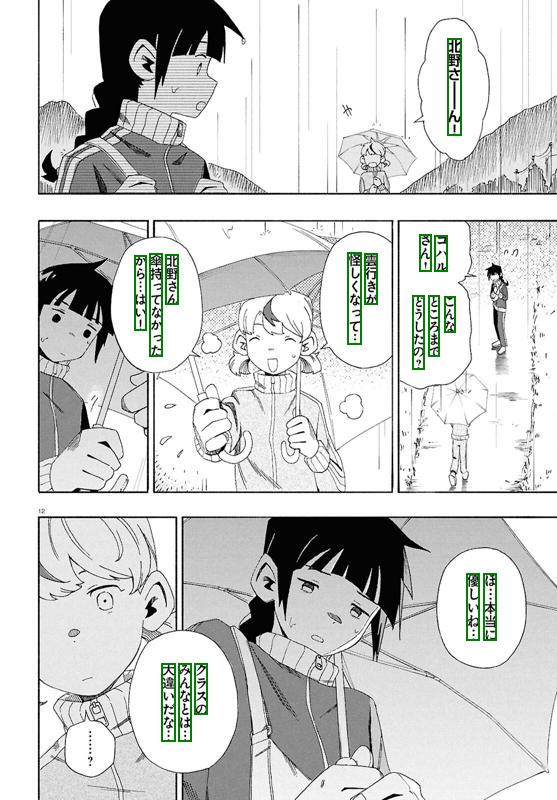 北野さーーん！
コハル
さん！
こんな
ところまで
どうしたの？
雲行きが
怪しくなって…
北野さん
傘持ってなかった
から…はい！
12
ほ…本当に
優しいね…
クラスの
みんなとは…
大違いだな…
……？